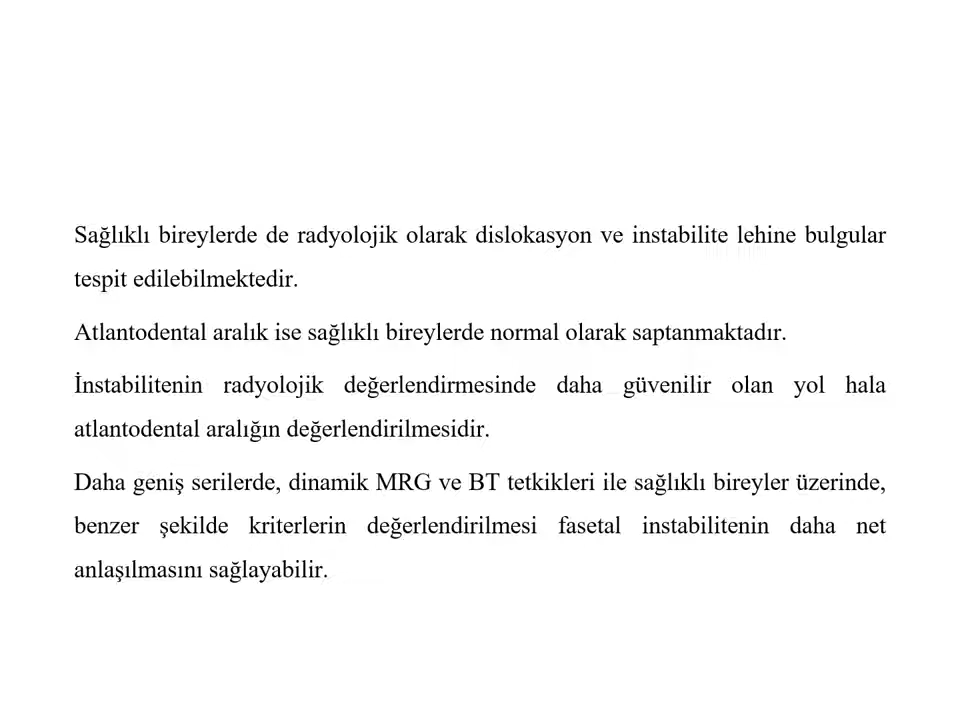 Sağlıklı bireylerde de radyolojik olarak dislokasyon ve instabilite lehine bulgular
tespit edilebilmektedir.
Atlantodental aralık ise sağlıklı bireylerde normal olarak saptanmaktadır.
İnstabilitenin radyolojik değerlendirmesinde daha güvenilir olan yol hala
atlantodental aralığın değerlendirilmesidir.
Daha geniş serilerde, dinamik MRG ve BT tetkikleri ile sağlıklı bireyler üzerinde,
benzer şekilde kriterlerin değerlendirilmesi fasetal instabilitenin daha net
anlaşılmasını sağlayabilir.